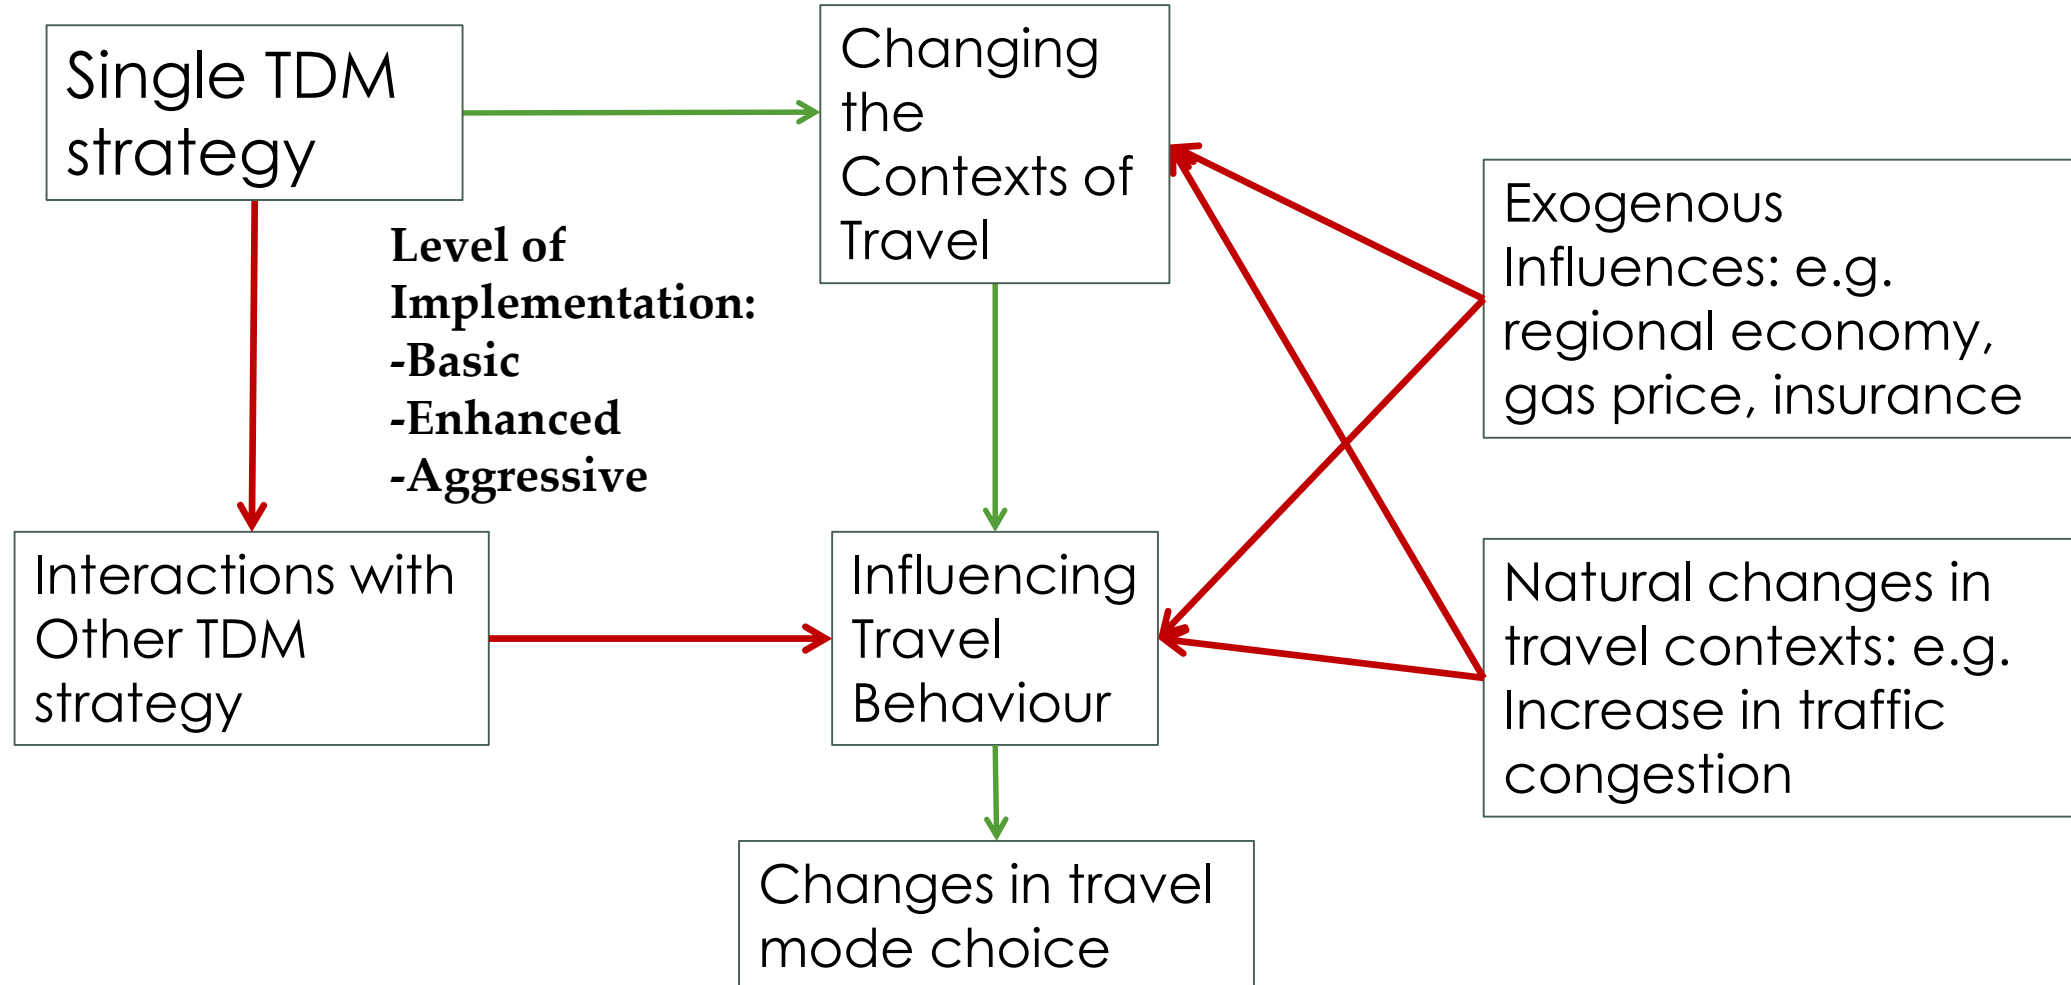 Single TDM
strategy
Changing
the
Contexts of
Travel
Level of
Implementation:
-Basic
-Enhanced
-Aggressive
Exogenous
Influences: e.g.
regional economy,
gas price, insurance
Interactions with
Other TDM
strategy
Influencing
Travel
Behaviour
Natural changes in
travel contexts: e.g.
Increase in traffic
congestion
Changes in travel
mode choice